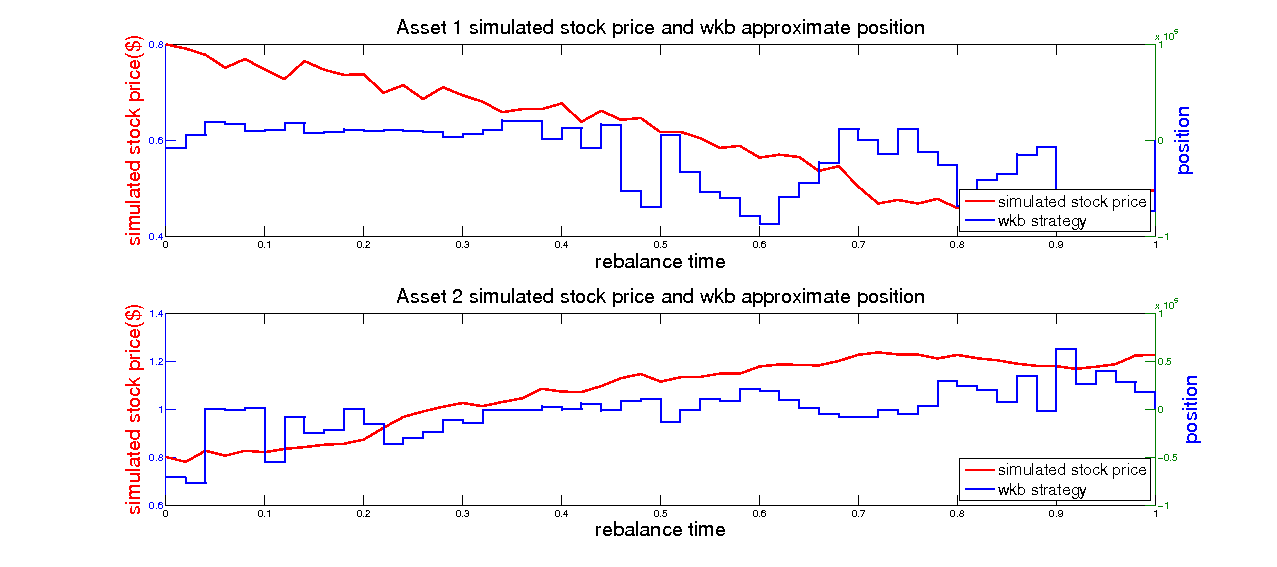 Asset 1 simulated stock price and wkb approximate position
x 10^5
simulated stock price($)
0.8
0.6
0.4
1
0
−1
position
simulated stock price
wkb strategy
0 0.1 0.2 0.3 0.4 0.5 0.6 0.7 0.8 0.9 1
rebalance time
Asset 2 simulated stock price and wkb approximate position
x 10^5
simulated stock price($)
1.4
1.2
1
0.8
0.6
1
0.5
0
−0.5
−1
position
simulated stock price
wkb strategy
0 0.1 0.2 0.3 0.4 0.5 0.6 0.7 0.8 0.9 1
rebalance time